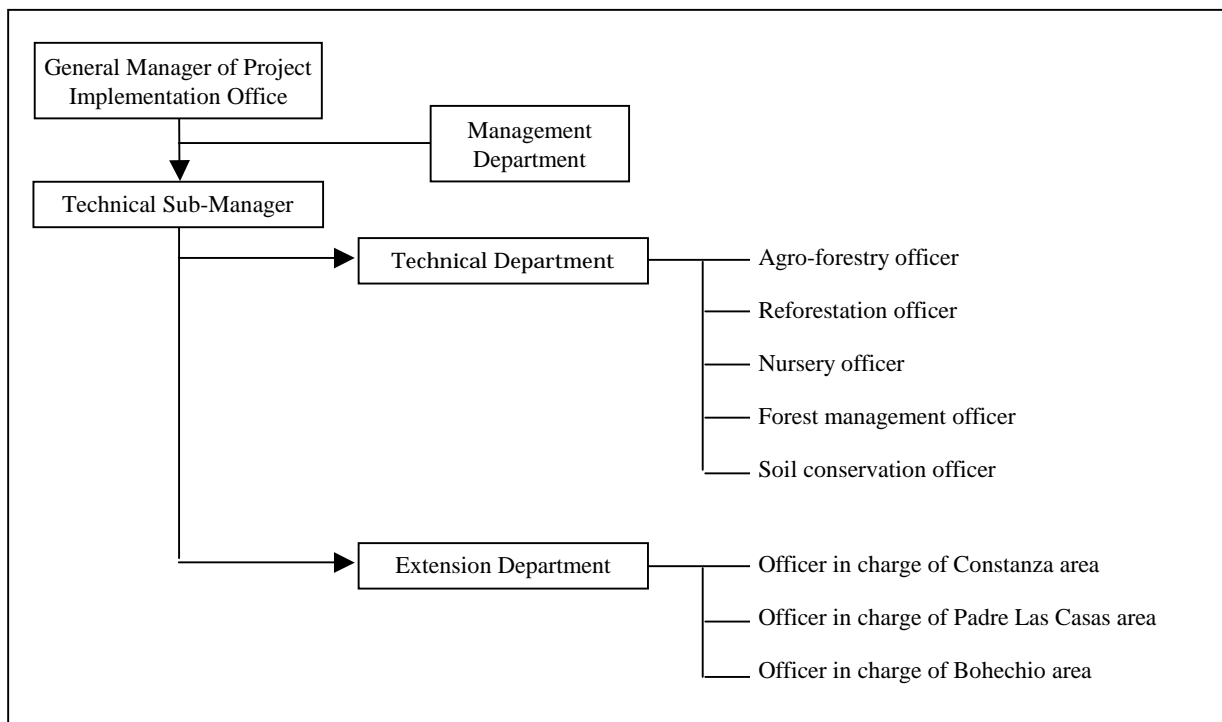 General Manager of Project
Implementation Office
Management
Department
Technical Sub-Manager
Technical Department
Agro-forestry officer
Reforestation officer
Nursery officer
Forest management officer
Soil conservation officer
Extension Department
Officer in charge of Constanza area
Officer in charge of Padre Las Casas area
Officer in charge of Bohechio area